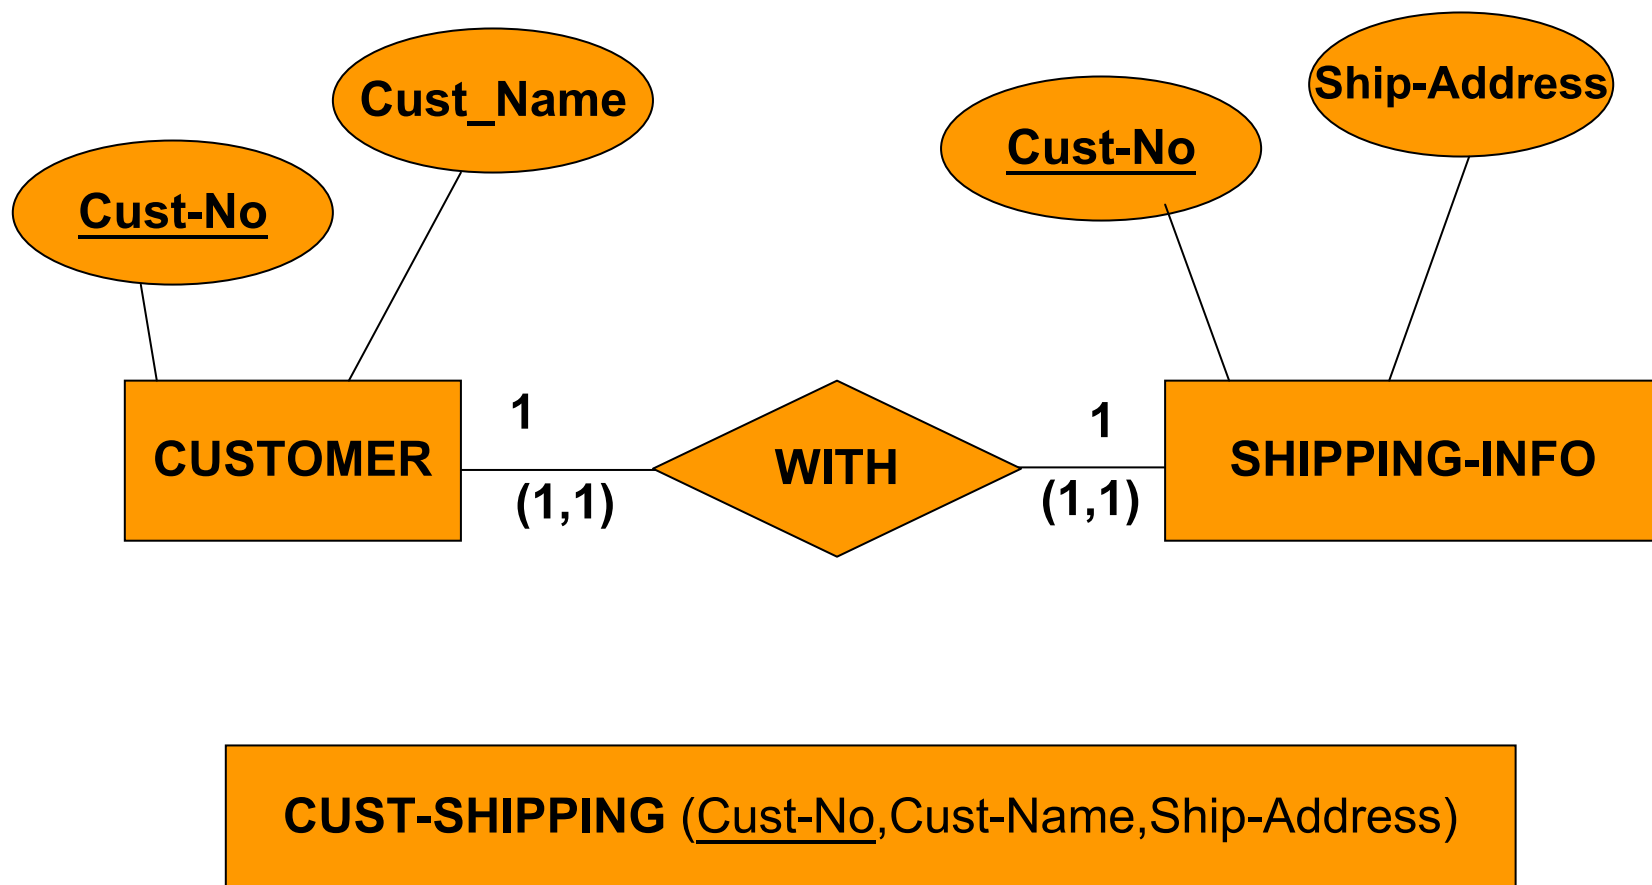 Cust_Name
Ship-Address
Cust-No
Cust-No
1
1
CUSTOMER
WITH
SHIPPING-INFO
(1,1)
(1,1)
CUST-SHIPPING (Cust-No,Cust-Name,Ship-Address)